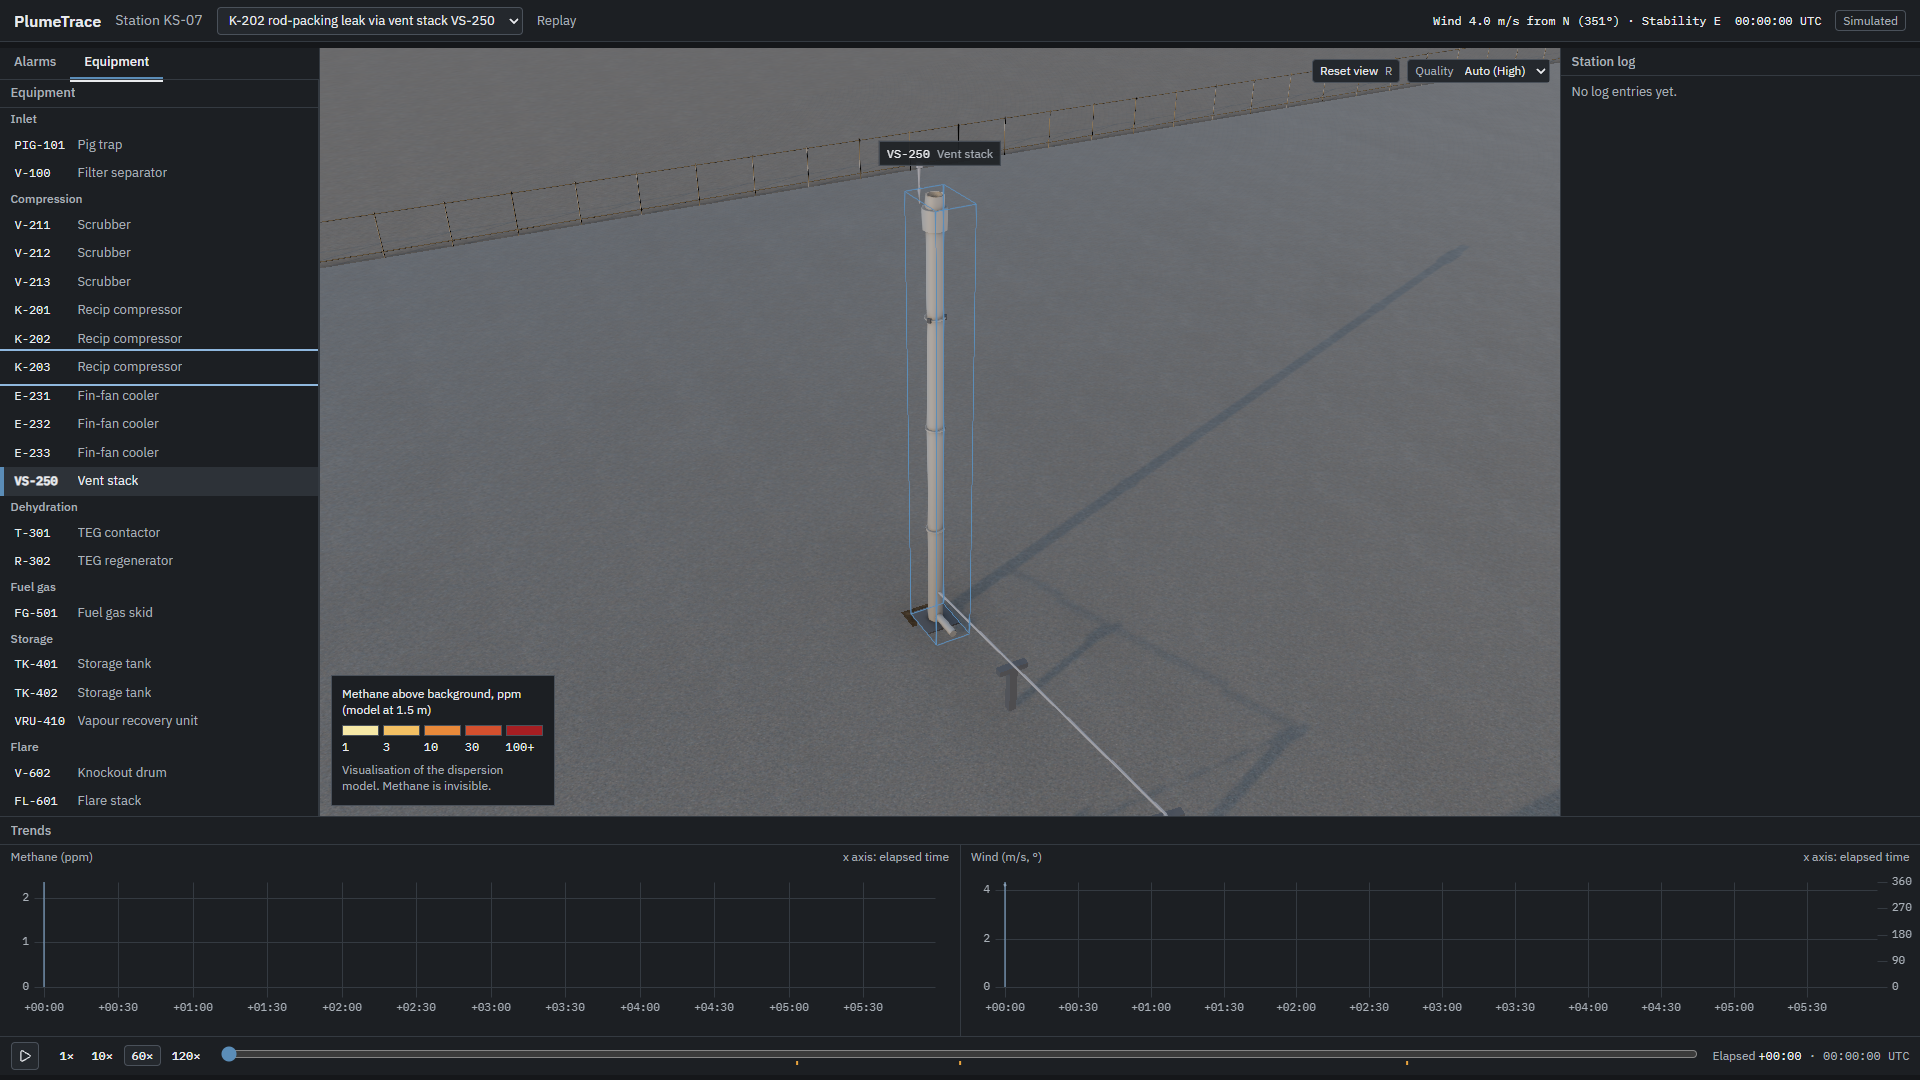 PlumeTrace Station KS-07 K-202 rod-packing leak via vent stack VS-250 Replay Wind 4.0 m/s from N (351°) · Stability E 00:00:00 UTC Simulated
Alarms Equipment
Equipment
Inlet
PIG-101 Pig trap
V-100 Filter separator
Compression
V-211 Scrubber
V-212 Scrubber
V-213 Scrubber
K-201 Recip compressor
K-202 Recip compressor
K-203 Recip compressor
E-231 Fin-fan cooler
E-232 Fin-fan cooler
E-233 Fin-fan cooler
VS-250 Vent stack
Dehydration
T-301 TEG contactor
R-302 TEG regenerator
Fuel gas
FG-501 Fuel gas skid
Storage
TK-401 Storage tank
TK-402 Storage tank
VRU-410 Vapour recovery unit
Flare
V-602 Knockout drum
FL-601 Flare stack
Reset view R Quality Auto (High)
VS-250 Vent stack
Methane above background, ppm
(model at 1.5 m)
1 3 10 30 100+
Visualisation of the dispersion
model. Methane is invisible.
Station log
No log entries yet.
Trends
Methane (ppm) x axis: elapsed time
2
1
0
+00:00 +00:30 +01:00 +01:30 +02:00 +02:30 +03:00 +03:30 +04:00 +04:30 +05:00 +05:30
Wind (m/s, °) x axis: elapsed time
4 360
270
2 180
90
0 0
+00:00 +00:30 +01:00 +01:30 +02:00 +02:30 +03:00 +03:30 +04:00 +04:30 +05:00 +05:30
1× 10× 60× 120× Elapsed +00:00 · 00:00:00 UTC